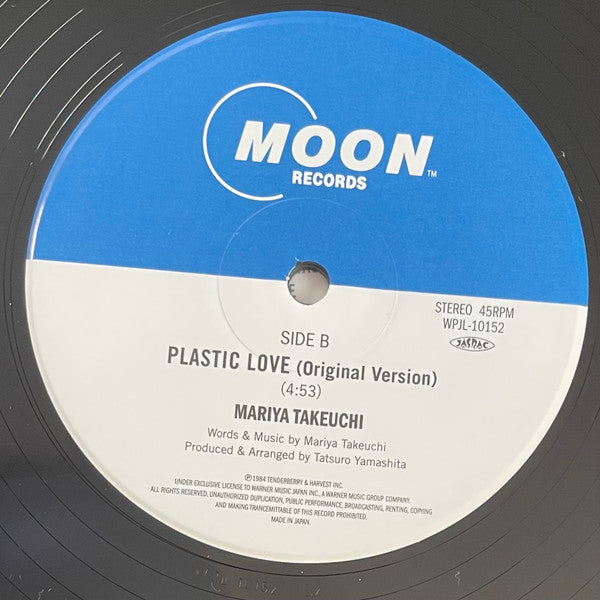 MOON™
RECORDS
STEREO 45RPM
WPJL-10152
JASRAC
SIDE B
PLASTIC LOVE (Original Version)
(4:53)
MARIYA TAKEUCHI
Words & Music by Mariya Takeuchi
Produced & Arranged by Tatsuro Yamashita
℗1984 TENDERBERRY & HARVEST INC.
UNDER EXCLUSIVE LICENSE TO WARNER MUSIC JAPAN INC., A WARNER MUSIC GROUP COMPANY.
ALL RIGHTS RESERVED. UNAUTHORIZED DUPLICATION, PUBLIC PERFORMANCE, BROADCASTING, RENTING, COPYING
AND MAKING TRANCEMITTABLE OF THIS RECORD PROHIBITED.
MADE IN JAPAN.